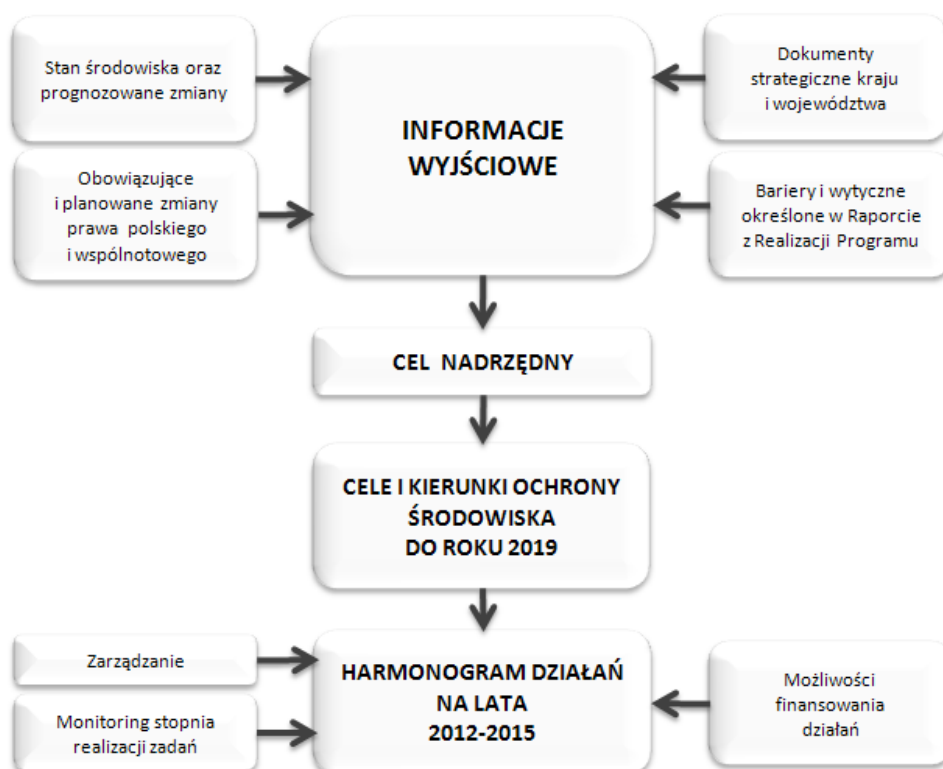 Stan środowiska oraz
prognozowane zmiany
Obowiązujące
i planowane zmiany
prawa polskiego
i wspólnotowego
INFORMACJE
WYJŚCIOWE
Dokumenty
strategiczne kraju
i województwa
Bariery i wytyczne
określone w Raporcie
z Realizacji Programu
CEL NADRZĘDNY
CELE I KIERUNKI OCHRONY
ŚRODOWISKA
DO ROKU 2019
Zarządzanie
Monitoring stopnia
realizacji zadań
HARMONOGRAM DZIAŁAŃ
NA LATA
2012-2015
Możliwości
finansowania
działań